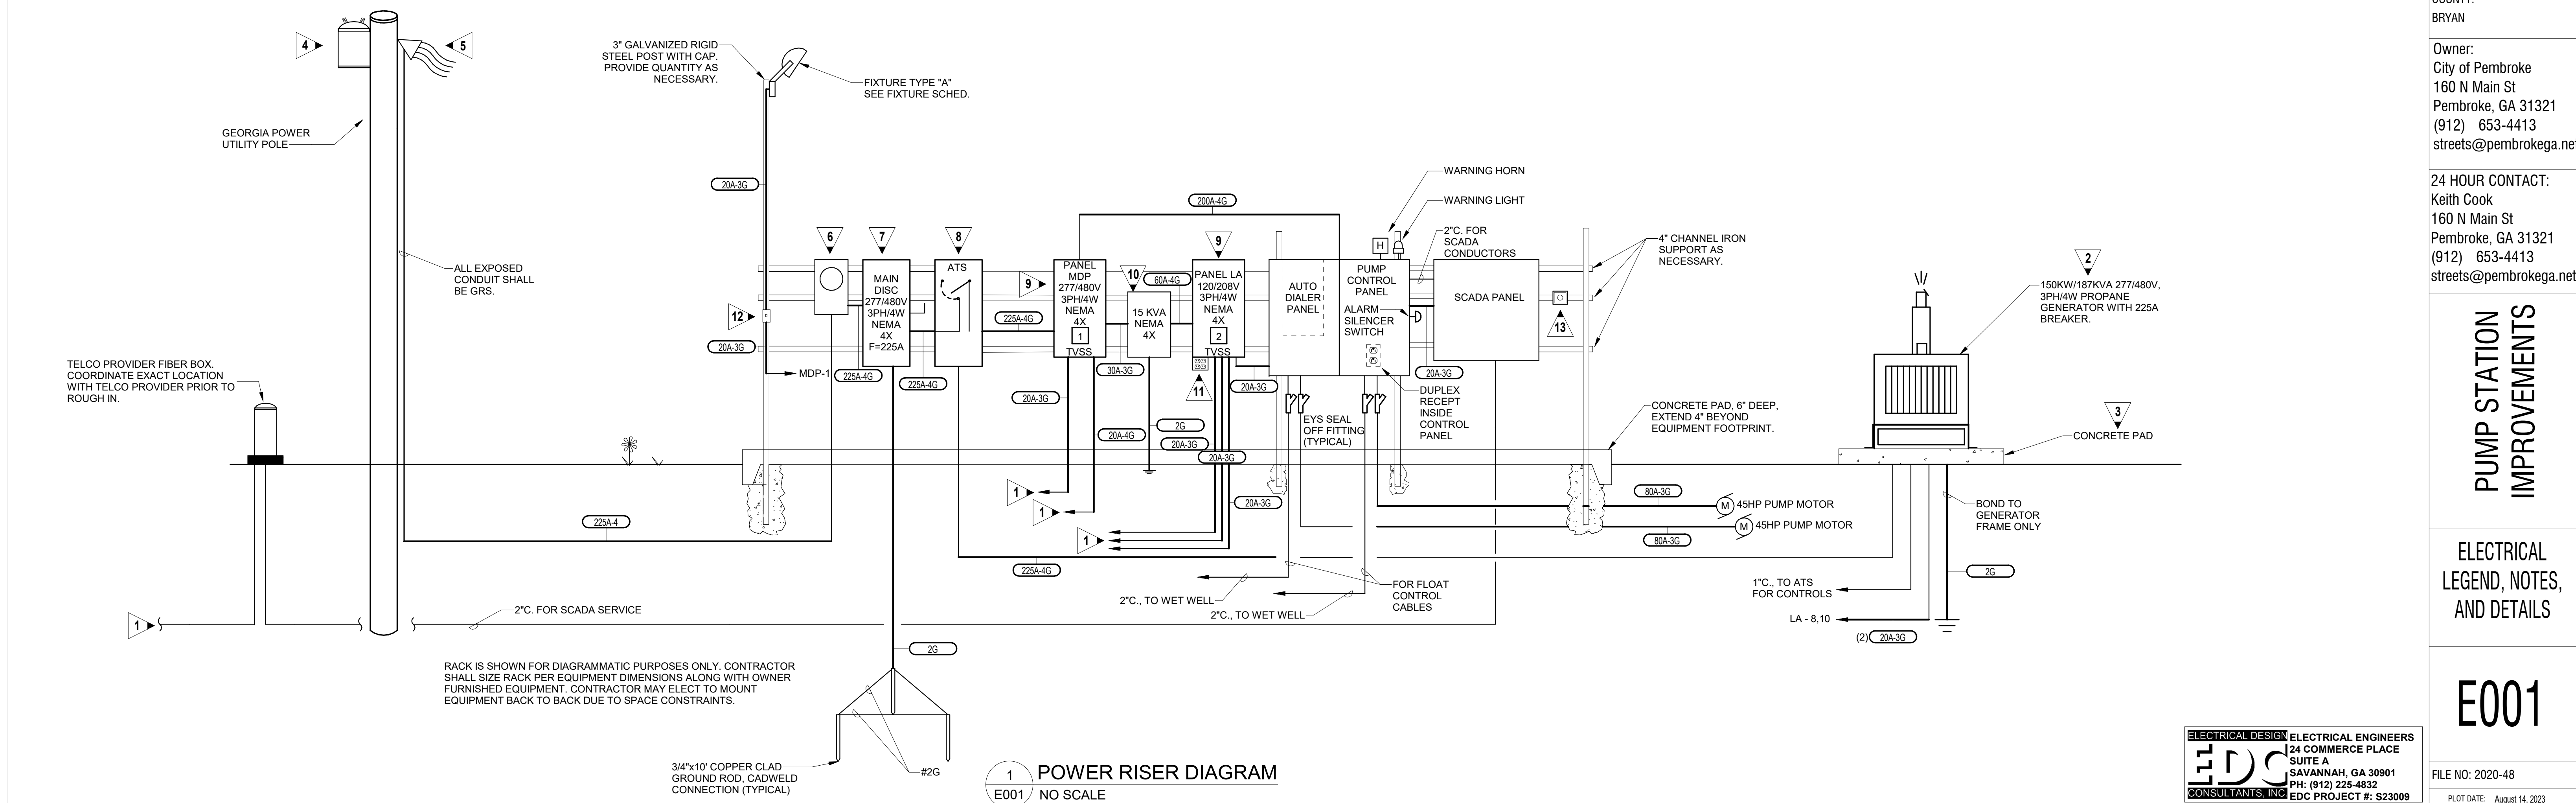 4
5
GEORGIA POWER
UTILITY POLE
ALL EXPOSED
CONDUIT SHALL
BE GRS.
TELCO PROVIDER FIBER BOX.
COORDINATE EXACT LOCATION
WITH TELCO PROVIDER PRIOR TO
ROUGH IN.
1
225A-4
2"C. FOR SCADA SERVICE
3" GALVANIZED RIGID
STEEL POST WITH CAP.
PROVIDE QUANTITY AS
NECESSARY.
FIXTURE TYPE "A"
SEE FIXTURE SCHED.
20A-3G
12
20A-3G
MDP-1
6
7
8
MAIN
DISC
277/480V
3PH/4W
NEMA
4X
F=225A
225A-4G
225A-4G
ATS
225A-4G
9
PANEL
MDP
277/480V
3PH/4W
NEMA
4X
1
TVSS
200A-4G
10
15 KVA
NEMA
4X
60A-4G
30A-3G
9
PANEL LA
120/208V
3PH/4W
NEMA
4X
2
TVSS
11
20A-3G
AUTO
DIALER
PANEL
PUMP
CONTROL
PANEL
ALARM
SILENCER
SWITCH
H
WARNING HORN
WARNING LIGHT
2"C. FOR
SCADA
CONDUCTORS
SCADA PANEL
13
4" CHANNEL IRON
SUPPORT AS
NECESSARY.
20A-3G
DUPLEX
RECEPT
INSIDE
CONTROL
PANEL
EYS SEAL
OFF FITTING
(TYPICAL)
20A-3G
20A-4G
2G
20A-3G
20A-3G
20A-3G
1
1
1
225A-4G
2"C., TO WET WELL
2"C., TO WET WELL
FOR FLOAT
CONTROL
CABLES
CONCRETE PAD, 6" DEEP,
EXTEND 4" BEYOND
EQUIPMENT FOOTPRINT.
80A-3G
M
45HP PUMP MOTOR
80A-3G
M
45HP PUMP MOTOR
2
150KW/187KVA 277/480V,
3PH/4W PROPANE
GENERATOR WITH 225A
BREAKER.
3
CONCRETE PAD
BOND TO
GENERATOR
FRAME ONLY
2G
1"C., TO ATS
FOR CONTROLS
LA - 8,10
(2) 20A-3G
2G
RACK IS SHOWN FOR DIAGRAMMATIC PURPOSES ONLY. CONTRACTOR
SHALL SIZE RACK PER EQUIPMENT DIMENSIONS ALONG WITH OWNER
FURNISHED EQUIPMENT. CONTRACTOR MAY ELECT TO MOUNT
EQUIPMENT BACK TO BACK DUE TO SPACE CONSTRAINTS.
3/4"x10' COPPER CLAD
GROUND ROD, CADWELD
CONNECTION (TYPICAL)
#2G
1
E001
POWER RISER DIAGRAM
NO SCALE
COUNTY:
BRYAN
Owner:
City of Pembroke
160 N Main St
Pembroke, GA 31321
(912) 653-4413
streets@pembrokega.net
24 HOUR CONTACT:
Keith Cook
160 N Main St
Pembroke, GA 31321
(912) 653-4413
streets@pembrokega.net
PUMP STATION
IMPROVEMENTS
ELECTRICAL
LEGEND, NOTES,
AND DETAILS
E001
FILE NO: 2020-48
PLOT DATE: August 14, 2023
ELECTRICAL DESIGN
EDC
CONSULTANTS, INC.
ELECTRICAL ENGINEERS
24 COMMERCE PLACE
SUITE A
SAVANNAH, GA 30901
PH: (912) 225-4832
EDC PROJECT #: S23009